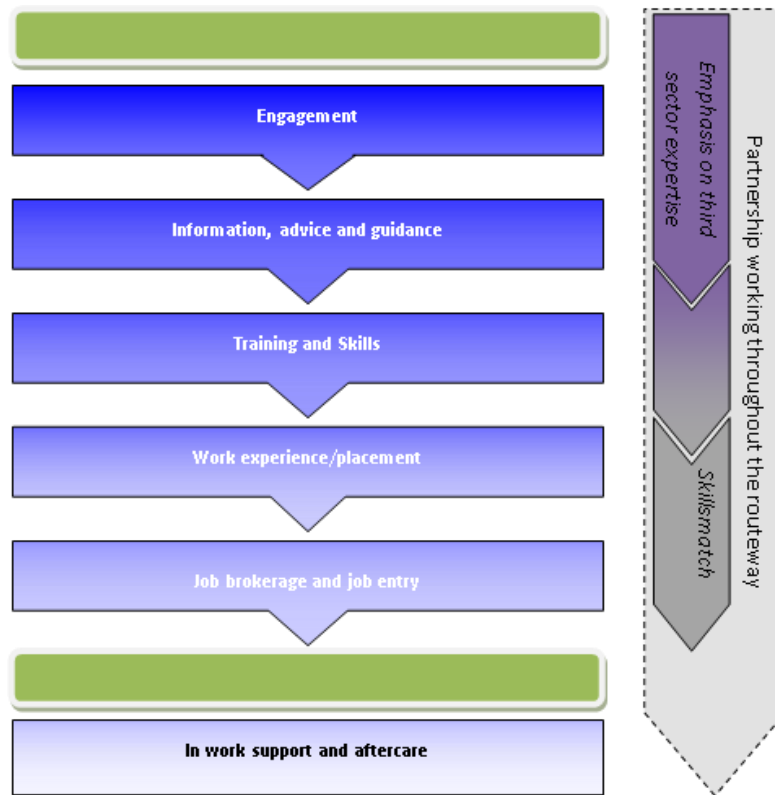 Engagement
Information, advice and guidance
Training and Skills
Work experience/placement
Job brokerage and job entry
In work support and aftercare
Emphasis on third
sector expertise
Skillsmatch
Partnership working throughout the routeway